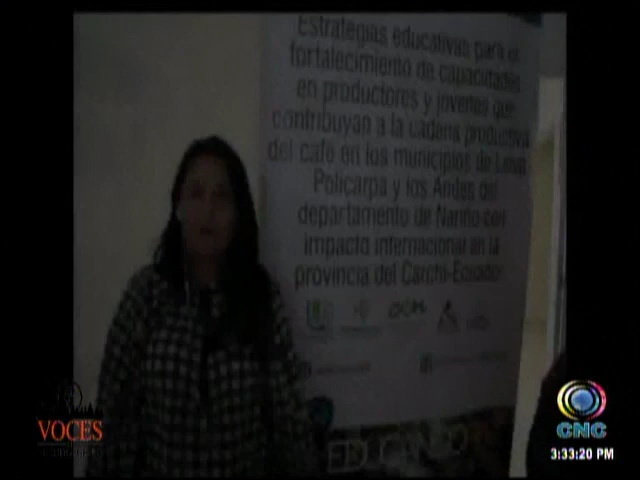 Estrategias educativas para el
fortalecimiento de capacidades
en productores y jóvenes que
contribuyan a la cadena productiva
del café en los municipios de Leiva
Policarpa y los Andes del
departamento de Nariño con
impacto internacional en la
provincia del Carchi-Ecuador
VOCES
CNC
3:33:20 PM